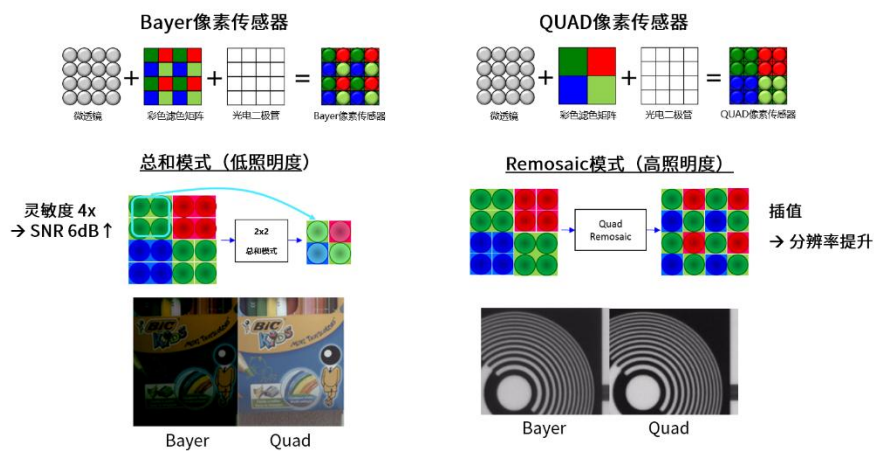 Bayer像素传感器
QUAD像素传感器
+ + =
+ + =
微透镜 彩色滤色矩阵 光电二极管 Bayer像素传感器
微透镜 彩色滤色矩阵 光电二极管 QUAD像素传感器
总和模式（低照明度）
Remosaic模式（高照明度）
灵敏度 4x
→ SNR 6dB↑
2x2
总和模式
Quad
Remosaic
插值
→ 分辨率提升
BIC
KIDS
Bayer Quad
Bayer Quad